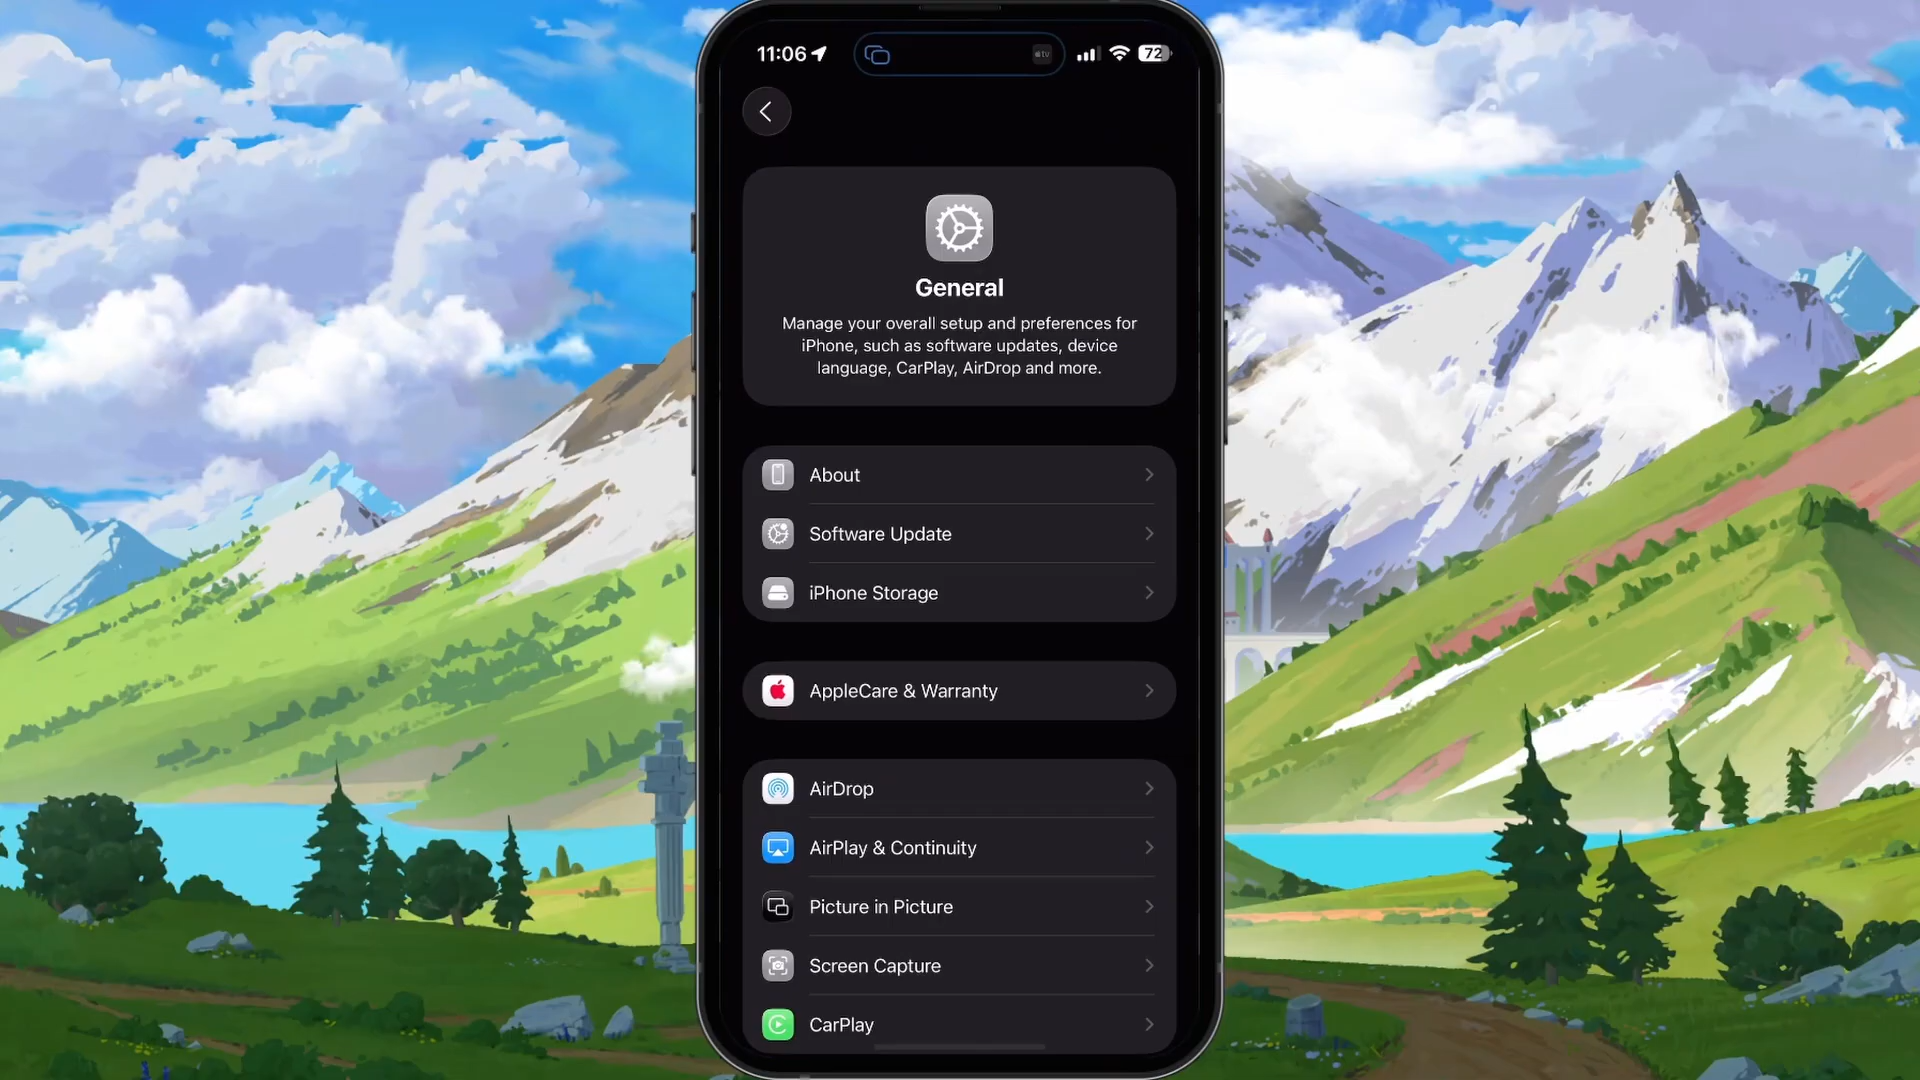 11:06
tv
72
General
Manage your overall setup and preferences for
iPhone, such as software updates, device
language, CarPlay, AirDrop and more.
About
Software Update
iPhone Storage
AppleCare & Warranty
AirDrop
AirPlay & Continuity
Picture in Picture
Screen Capture
CarPlay